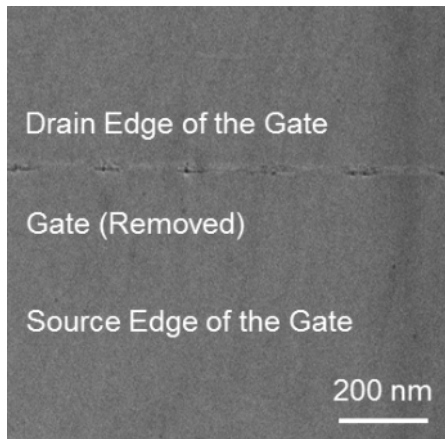 Drain Edge of the Gate
Gate (Removed)
Source Edge of the Gate
200 nm